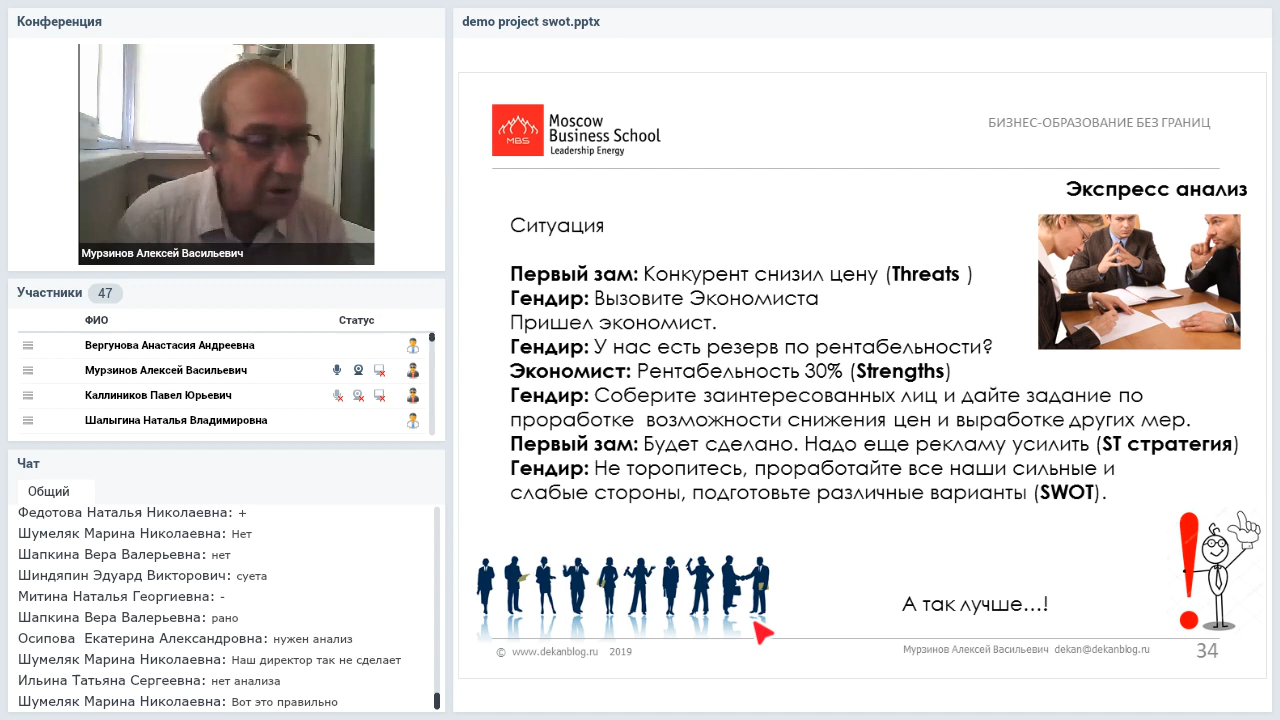 Конференция
Мурзинов Алексей Васильевич
Участники 47
ФИО Статус
Вергунова Анастасия Андреевна
Мурзинов Алексей Васильевич
Каллиников Павел Юрьевич
Шалыгина Наталья Владимировна
Чат
Общий
Федотова Наталья Николаевна: +
Шумеляк Марина Николаевна: Нет
Шапкина Вера Валерьевна: нет
Шиндяпин Эдуард Викторович: суета
Митина Наталья Георгиевна: -
Шапкина Вера Валерьевна: рано
Осипова Екатерина Александровна: нужен анализ
Шумеляк Марина Николаевна: Наш директор так не сделает
Ильина Татьяна Сергеевна: нет анализа
Шумеляк Марина Николаевна: Вот это правильно
demo project swot.pptx
MBS
Moscow
Business School
Leadership Energy
БИЗНЕС-ОБРАЗОВАНИЕ БЕЗ ГРАНИЦ
Экспресс анализ
Ситуация
Первый зам: Конкурент снизил цену (Threats )
Гендир: Вызовите Экономиста
Пришел экономист.
Гендир: У нас есть резерв по рентабельности?
Экономист: Рентабельность 30% (Strengths)
Гендир: Соберите заинтересованных лиц и дайте задание по
проработке возможности снижения цен и выработке других мер.
Первый зам: Будет сделано. Надо еще рекламу усилить (ST стратегия)
Гендир: Не торопитесь, проработайте все наши сильные и
слабые стороны, подготовьте различные варианты (SWOT).
А так лучше...!
© www.dekanblog.ru 2019
Мурзинов Алексей Васильевич dekan@dekanblog.ru
34